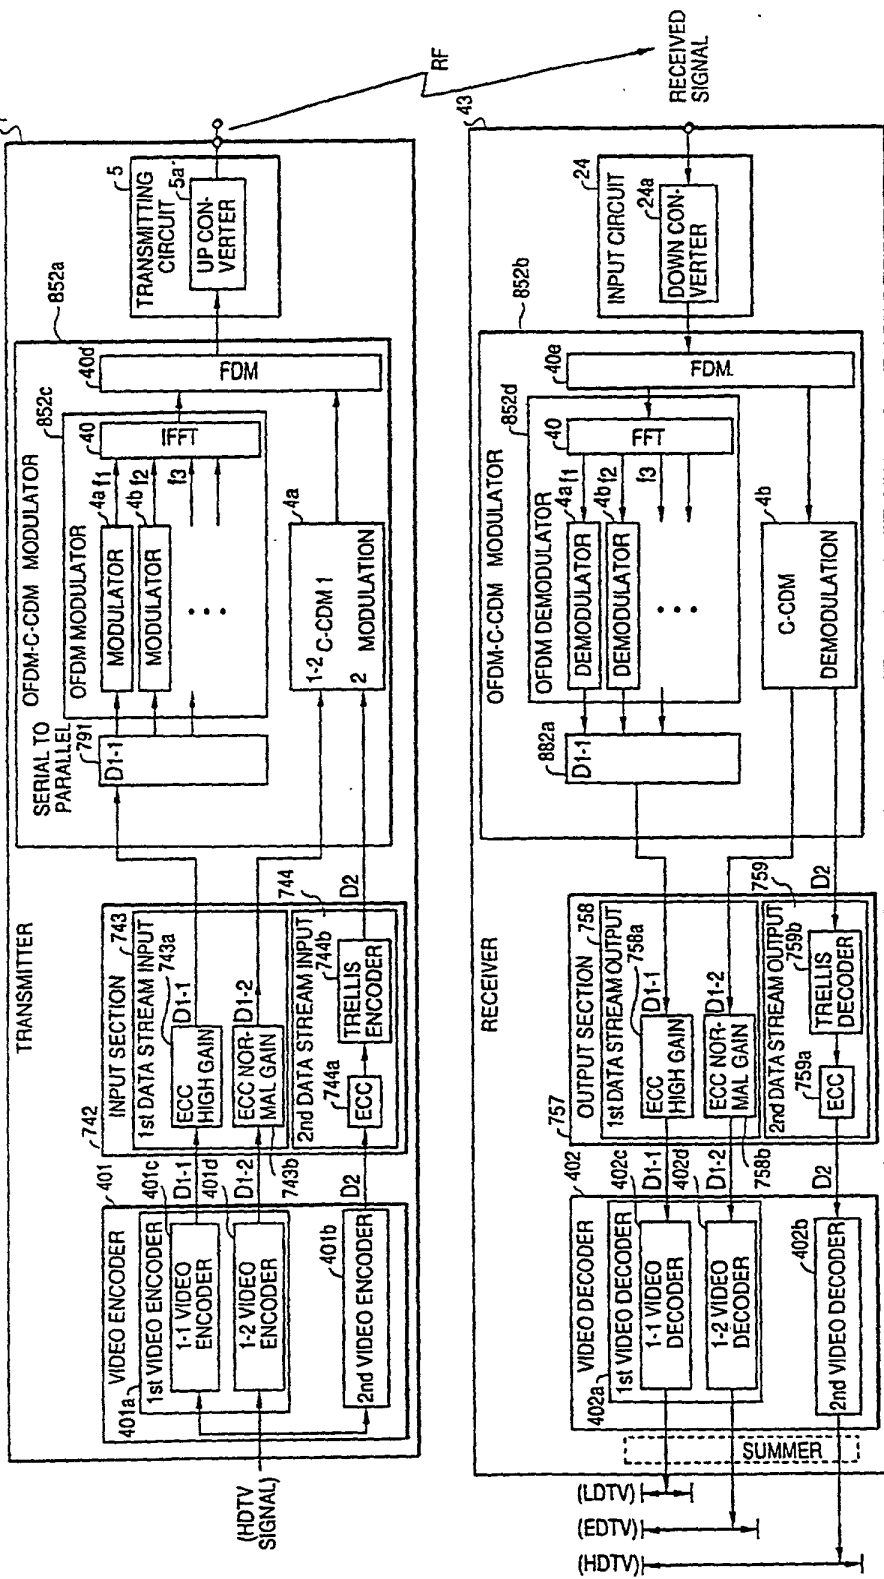 TRANSMITTER
(HDTV
SIGNAL)
VIDEO ENCODER
401
401a
1st VIDEO ENCODER
1-1 VIDEO
ENCODER
401c
1-2 VIDEO
ENCODER
401d
2nd VIDEO ENCODER
401b
D1-1
D1-2
D2
742
INPUT SECTION
743
1st DATA STREAM INPUT
743a
ECC
HIGH GAIN
D1-1
ECC NOR-
MAL GAIN
D1-2
743b
2nd DATA STREAM INPUT
744
744a
ECC
744b
TRELLIS
ENCODER
D2
SERIAL TO
PARALLEL
791
D1-1
OFDM-C-CDM MODULATOR
852a
OFDM MODULATOR
852c
MODULATOR
4a
f1
MODULATOR
4b
f2
f3
40
IFFT
1-2
C-CDM 1
2
MODULATION
4a
40d
FDM
TRANSMITTING
CIRCUIT
5
UP CON-
VERTER
5a
RF
RECEIVER
43
RECEIVED
SIGNAL
INPUT CIRCUIT
24
DOWN CON-
VERTER
24a
OFDM-C-CDM MODULATOR
852b
40e
FDM
OFDM DEMODULATOR
852d
40
FFT
DEMODULATOR
4a
f1
DEMODULATOR
4b
f2
f3
C-CDM
DEMODULATION
4b
882a
D1-1
757
OUTPUT SECTION
758
1st DATA STREAM OUTPUT
758a
ECC
HIGH GAIN
D1-1
ECC NOR-
MAL GAIN
D1-2
758b
2nd DATA STREAM OUTPUT
759
759a
ECC
759b
TRELLIS
DECODER
D2
D1-1
D1-2
D2
VIDEO DECODER
402
402a
1st VIDEO DECODER
1-1 VIDEO
DECODER
402c
1-2 VIDEO
DECODER
402d
2nd VIDEO DECODER
402b
SUMMER
(LDTV)
(EDTV)
(HDTV)